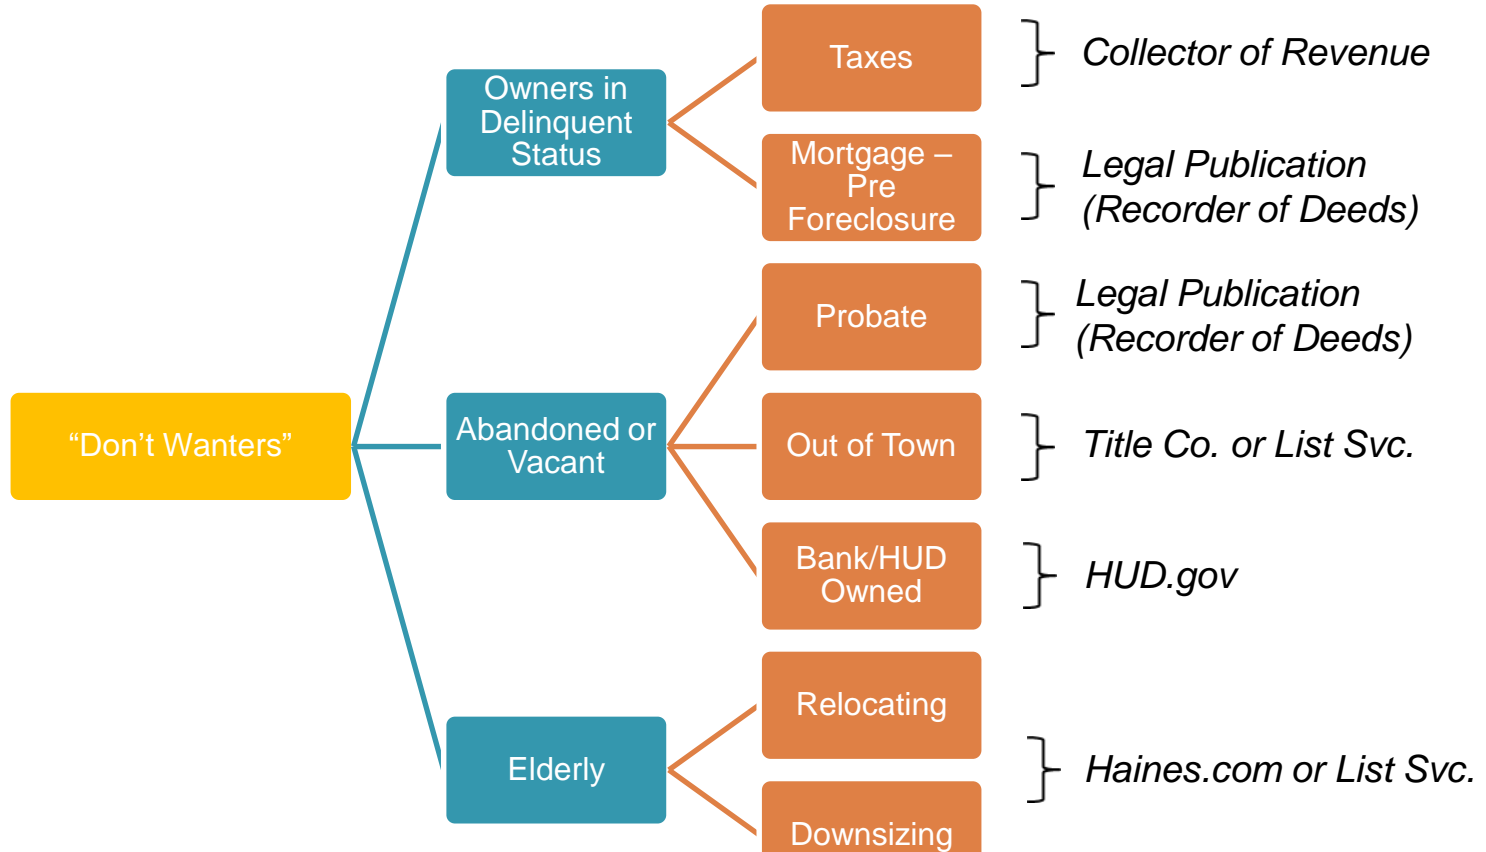 Taxes
Collector of Revenue
Owners in
Delinquent
Status
Mortgage –
Pre
Foreclosure
Legal Publication
(Recorder of Deeds)
Probate
Legal Publication
(Recorder of Deeds)
“Don’t Wanters”
Abandoned or
Vacant
Out of Town
Title Co. or List Svc.
Bank/HUD
Owned
HUD.gov
Relocating
Elderly
Haines.com or List Svc.
Downsizing